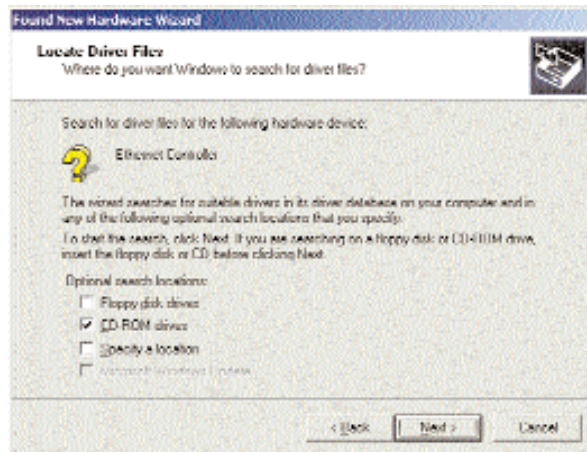 Found New Hardware Wizard
Locate Driver Files
Where do you want Windows to search for driver files?
Search for driver files for the following hardware device:
Ethernet Controller
The wizard searches for suitable drivers in its driver database on your computer and in
any of the following optional search locations that you specify.
To start the search, click Next. If you are searching on a floppy disk or CD-ROM drive,
insert the floppy disk or CD before clicking Next.
Optional search locations:
Floppy disk drives
CD-ROM drives
Specify a location
Microsoft Windows Update
< Back Next > Cancel